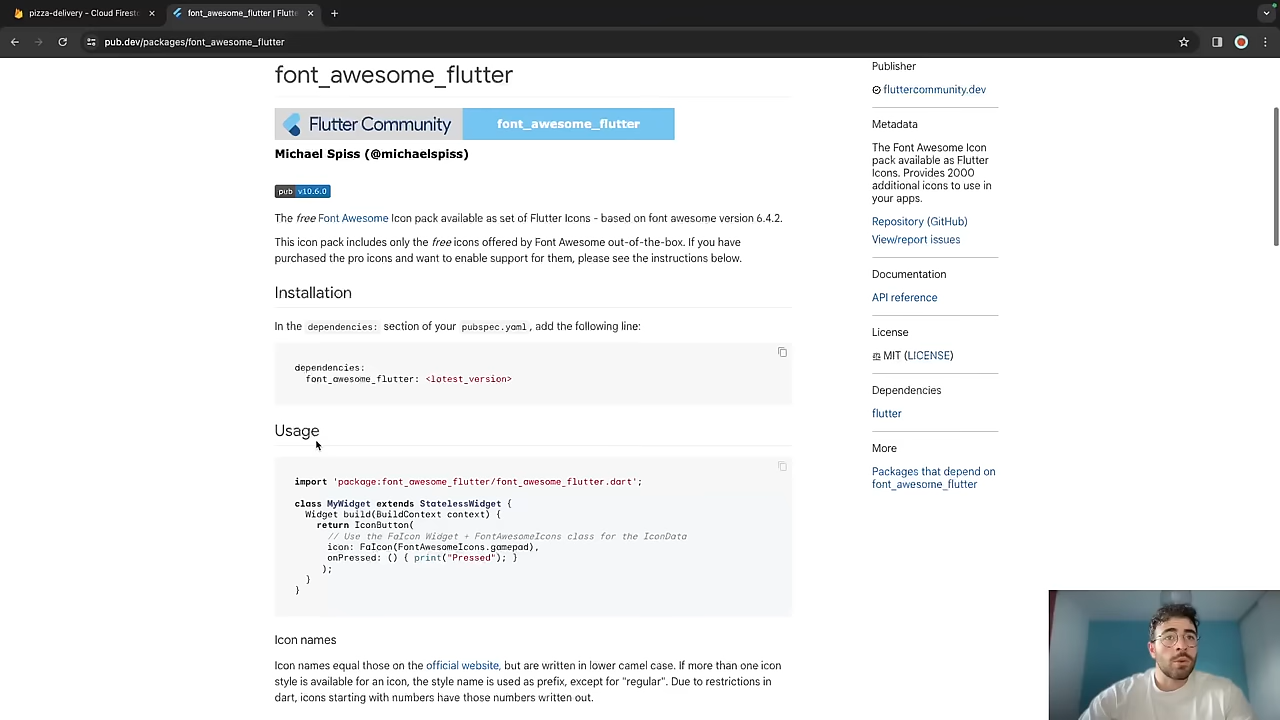 pizza-delivery – Cloud Firest
font_awesome_flutter | Flutte
pub.dev/packages/font_awesome_flutter
font_awesome_flutter
Flutter Community font_awesome_flutter
Michael Spiss (@michaelspiss)
pub v10.6.0
The free Font Awesome Icon pack available as set of Flutter Icons - based on font awesome version 6.4.2.
This icon pack includes only the free icons offered by Font Awesome out-of-the-box. If you have
purchased the pro icons and want to enable support for them, please see the instructions below.
Installation
In the dependencies: section of your pubspec.yaml, add the following line:
dependencies:
font_awesome_flutter: <latest_version>
Usage
import 'package:font_awesome_flutter/font_awesome_flutter.dart';
class MyWidget extends StatelessWidget {
Widget build(BuildContext context) {
return IconButton(
// Use the FaIcon Widget + FontAwesomeIcons class for the IconData
icon: FaIcon(FontAwesomeIcons.gamepad),
onPressed: () { print("Pressed"); }
);
}
}
Icon names
Icon names equal those on the official website, but are written in lower camel case. If more than one icon
style is available for an icon, the style name is used as prefix, except for "regular". Due to restrictions in
dart, icons starting with numbers have those numbers written out.
Publisher
fluttercommunity.dev
Metadata
The Font Awesome Icon
pack available as Flutter
Icons. Provides 2000
additional icons to use in
your apps.
Repository (GitHub)
View/report issues
Documentation
API reference
License
MIT (LICENSE)
Dependencies
flutter
More
Packages that depend on
font_awesome_flutter